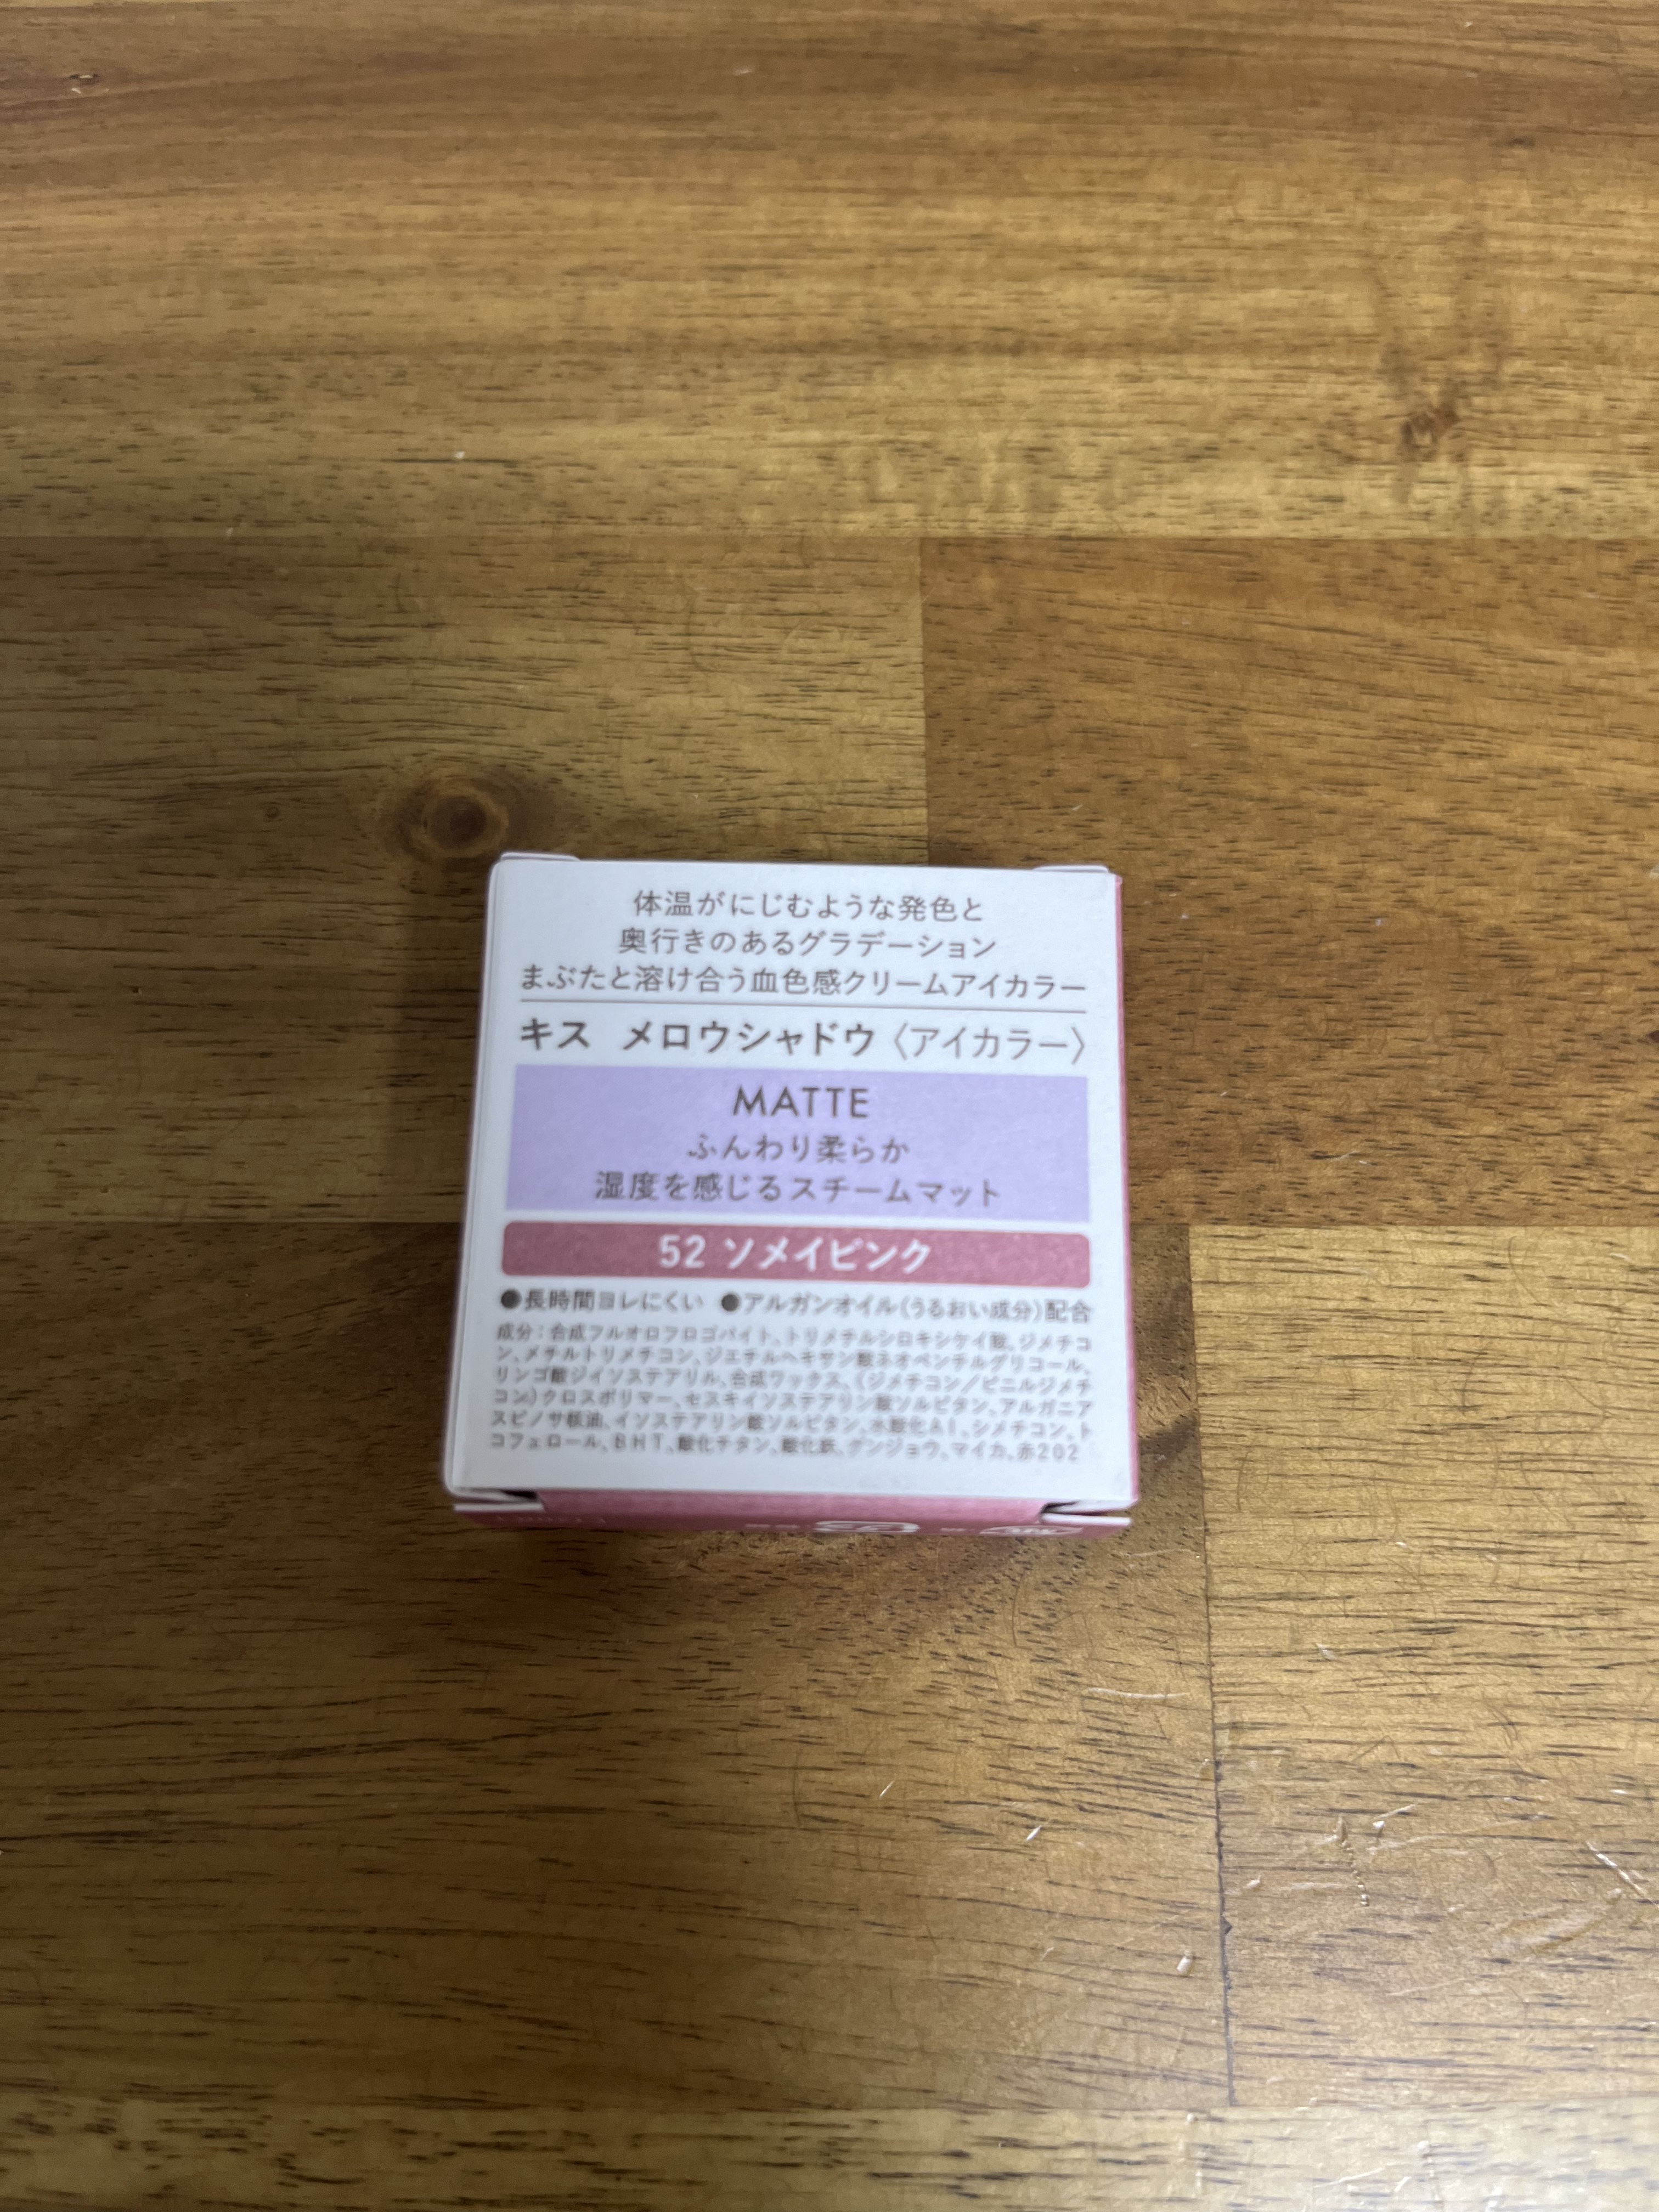 体温がにじむような発色と
奥行きのあるグラデーション
まぶたと溶け合う血色感クリームアイカラー
キス メロウシャドウ〈アイカラー〉
MATTE
ふんわり柔らか
湿度を感じるスチームマット
52 ソメイピンク
●長時間ヨレにくい ●アルガンオイル(うるおい成分)配合
成分:合成フルオロフロゴパイト、トリメチルシロキシケイ酸、ジメチコ
ン、メチルトリメチコン、ジエチルヘキサン酸ネオペンチルグリコール、
リンゴ酸ジイソステアリル、合成ワックス、(ジメチコン/ビニルジメチ
コン)クロスポリマー、セスキイソステアリン酸ソルビタン、アルガニア
スピノサ核油、イソステアリン酸ソルビタン、水酸化Al、シメチコン、ト
コフェロール、BHT、酸化チタン、酸化鉄、グンジョウ、マイカ、赤202